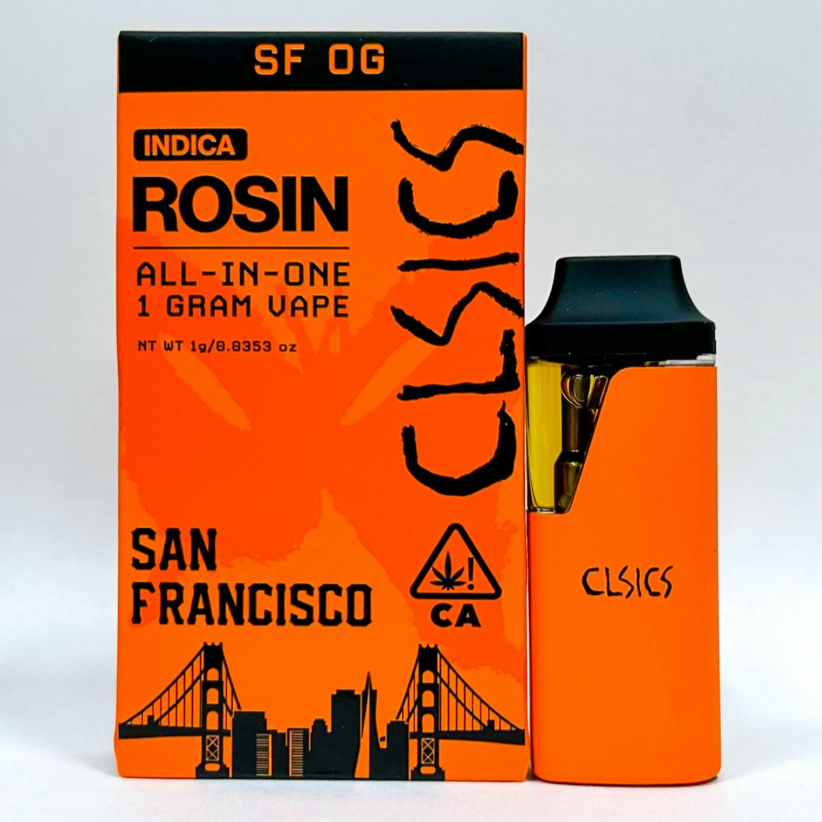 SF OG
INDICA
ROSIN
ALL-IN-ONE
1 GRAM VAPE
NT WT 1g/0.0353 oz
CLSICS
SAN
FRANCISCO
!
CA
CLSICS